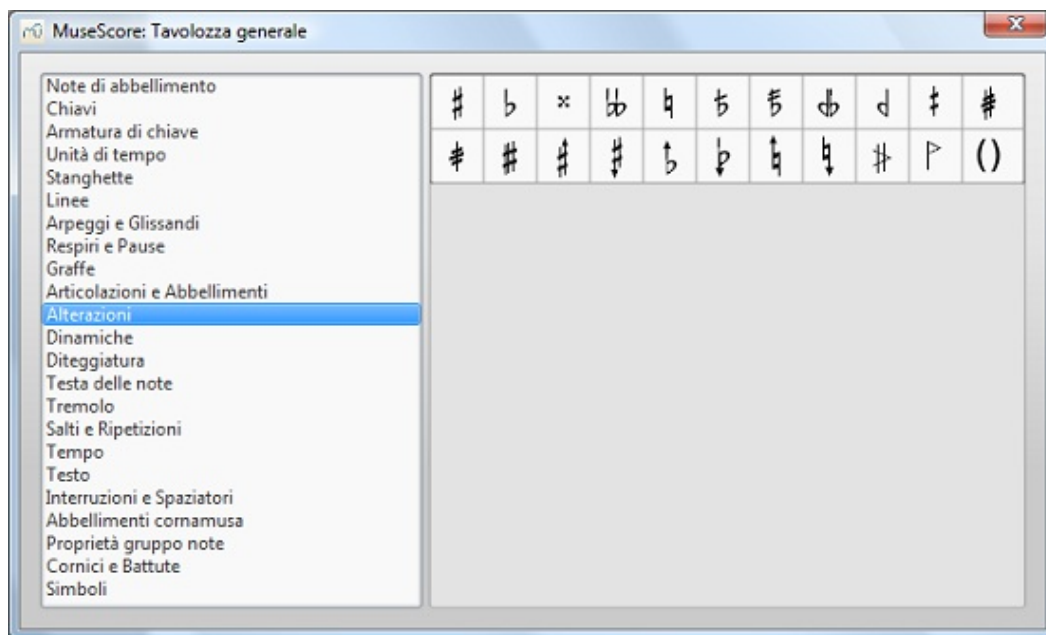 MuseScore: Tavolozza generale
Note di abbellimento
Chiavi
Armatura di chiave
Unità di tempo
Stanghette
Linee
Arpeggi e Glissandi
Respiri e Pause
Graffe
Articolazioni e Abbellimenti
Alterazioni
Dinamiche
Diteggiatura
Testa delle note
Tremolo
Salti e Ripetizioni
Tempo
Testo
Interruzioni e Spaziatori
Abbellimenti cornamusa
Proprietà gruppo note
Cornici e Battute
Simboli